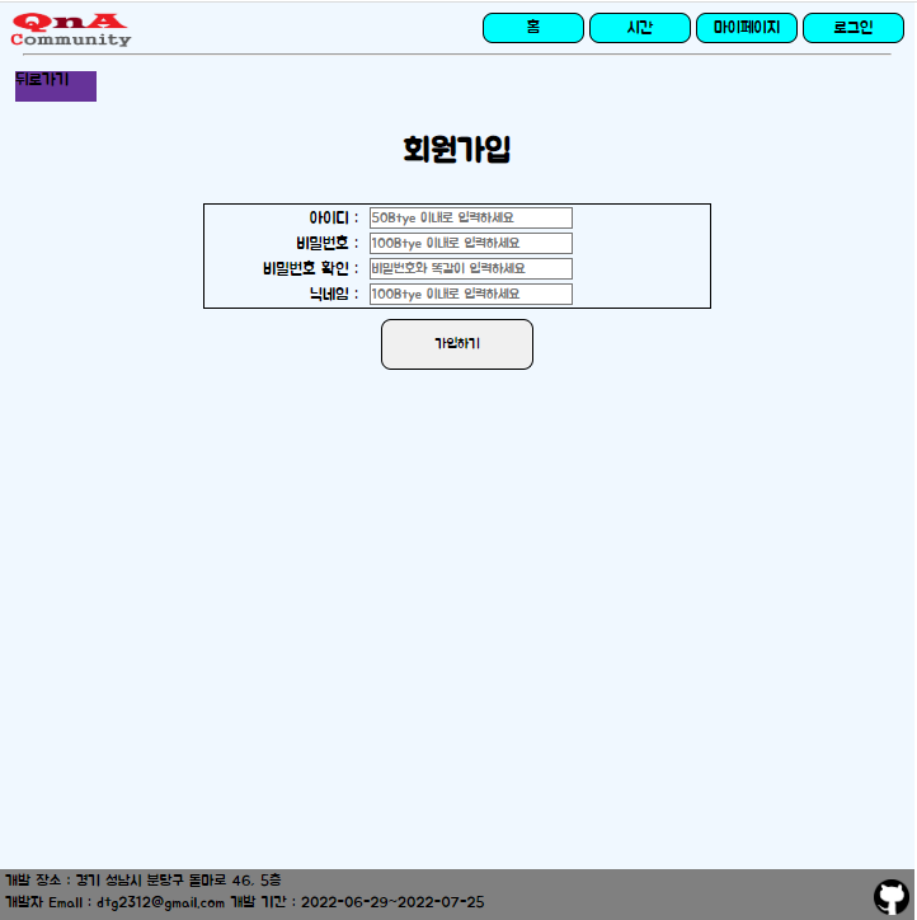 QnA
Community
홈 시간 마이페이지 로그인
뒤로가기
회원가입
아이디 : 50Btye 이내로 입력하세요
비밀번호 : 100Btye 이내로 입력하세요
비밀번호 확인 : 비밀번호와 똑같이 입력하세요
닉네임 : 100Btye 이내로 입력하세요
가입하기
개발 장소 : 경기 성남시 분당구 돌마로 46, 5층
개발자 Email : dtg2312@gmail.com 개발 기간 : 2022-06-29~2022-07-25